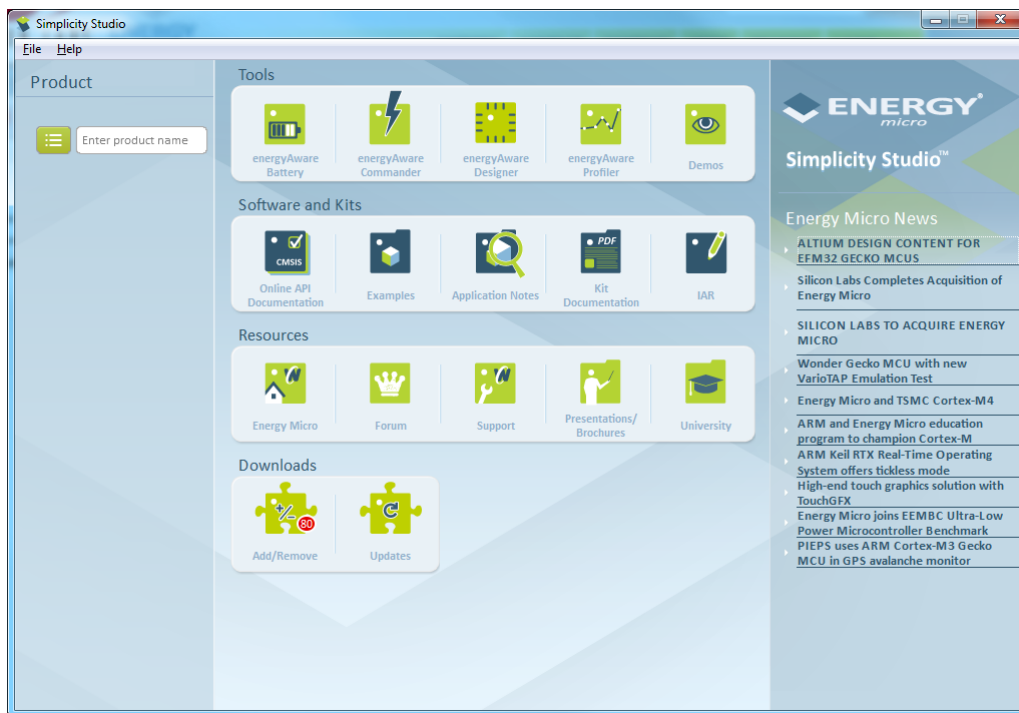 Simplicity Studio
File Help
Product
Enter product name
Tools
energyAware
Battery
energyAware
Commander
energyAware
Designer
energyAware
Profiler
Demos
Software and Kits
CMSIS
Online API
Documentation
Examples
Application Notes
PDF
Kit
Documentation
IAR
Resources
Energy Micro
Forum
Support
Presentations/
Brochures
University
Downloads
80
Add/Remove
Updates
ENERGY
micro
Simplicity Studio™
Energy Micro News
ALTIUM DESIGN CONTENT FOR
EFM32 GECKO MCUS
Silicon Labs Completes Acquisition of
Energy Micro
SILICON LABS TO ACQUIRE ENERGY
MICRO
Wonder Gecko MCU with new
VarioTAP Emulation Test
Energy Micro and TSMC Cortex-M4
ARM and Energy Micro education
program to champion Cortex-M
ARM Keil RTX Real-Time Operating
System offers tickless mode
High-end touch graphics solution with
TouchGFX
Energy Micro joins EEMBC Ultra-Low
Power Microcontroller Benchmark
PIEPS uses ARM Cortex-M3 Gecko
MCU in GPS avalanche monitor